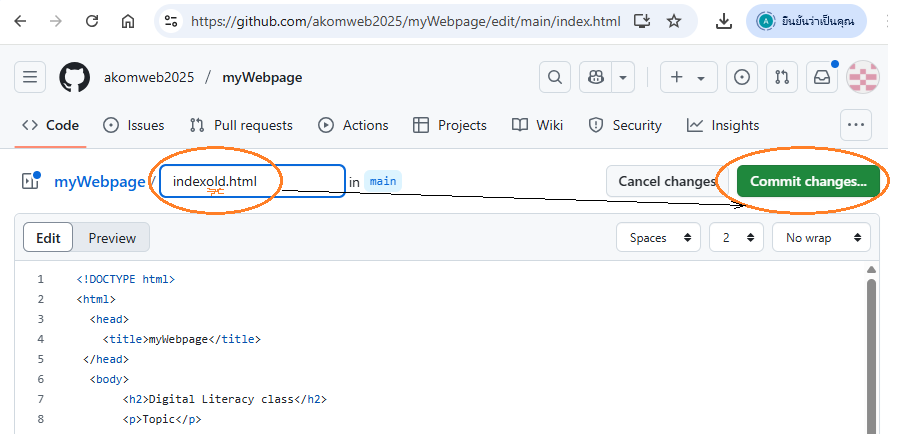 https://github.com/akomweb2025/myWebpage/edit/main/index.html
ยืนยันว่าเป็นคุณ
akomweb2025 / myWebpage
Code Issues Pull requests Actions Projects Wiki Security Insights
myWebpage / indexold.html in main Cancel changes Commit changes...
Edit Preview Spaces 2 No wrap
1 <!DOCTYPE html>
2 <html>
3 <head>
4 <title>myWebpage</title>
5 </head>
6 <body>
7 <h2>Digital Literacy class</h2>
8 <p>Topic</p>